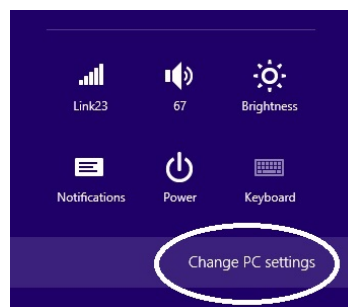 Link23 67 Brightness
Notifications Power Keyboard
Change PC settings